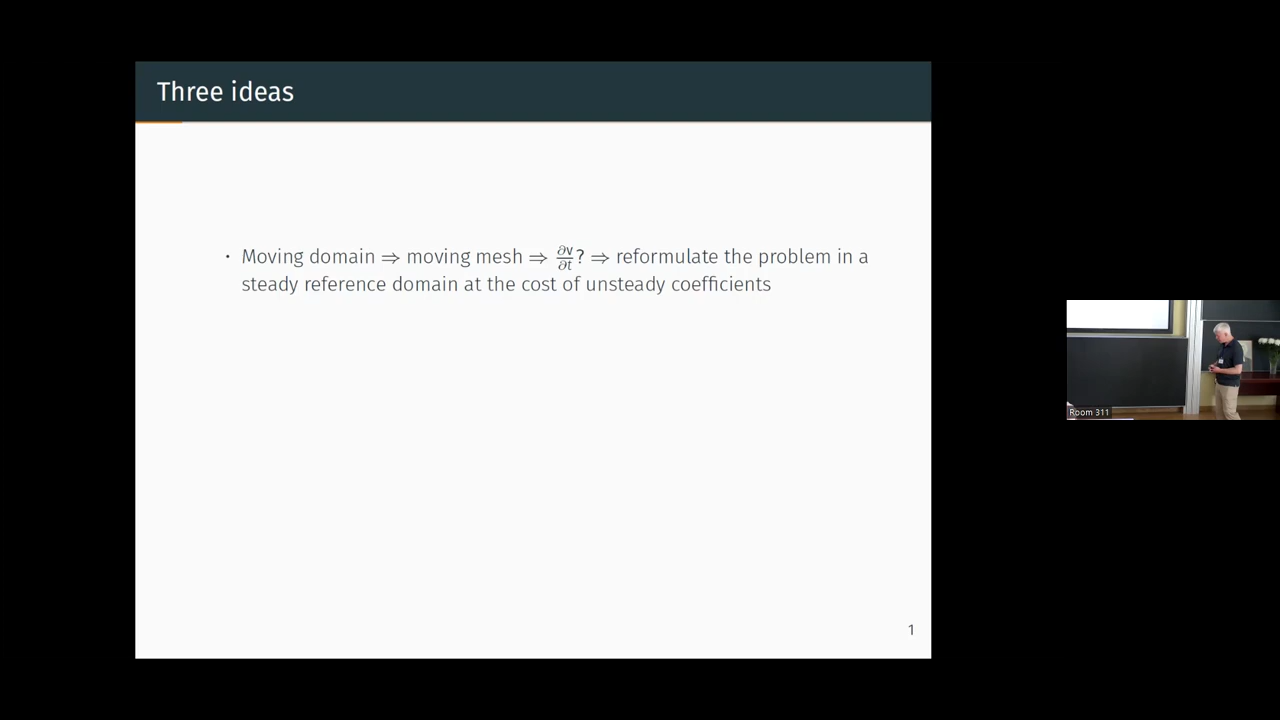 Three ideas
• Moving domain ⇒ moving mesh ⇒ ∂v/∂t? ⇒ reformulate the problem in a
steady reference domain at the cost of unsteady coefficients
Room 311
1